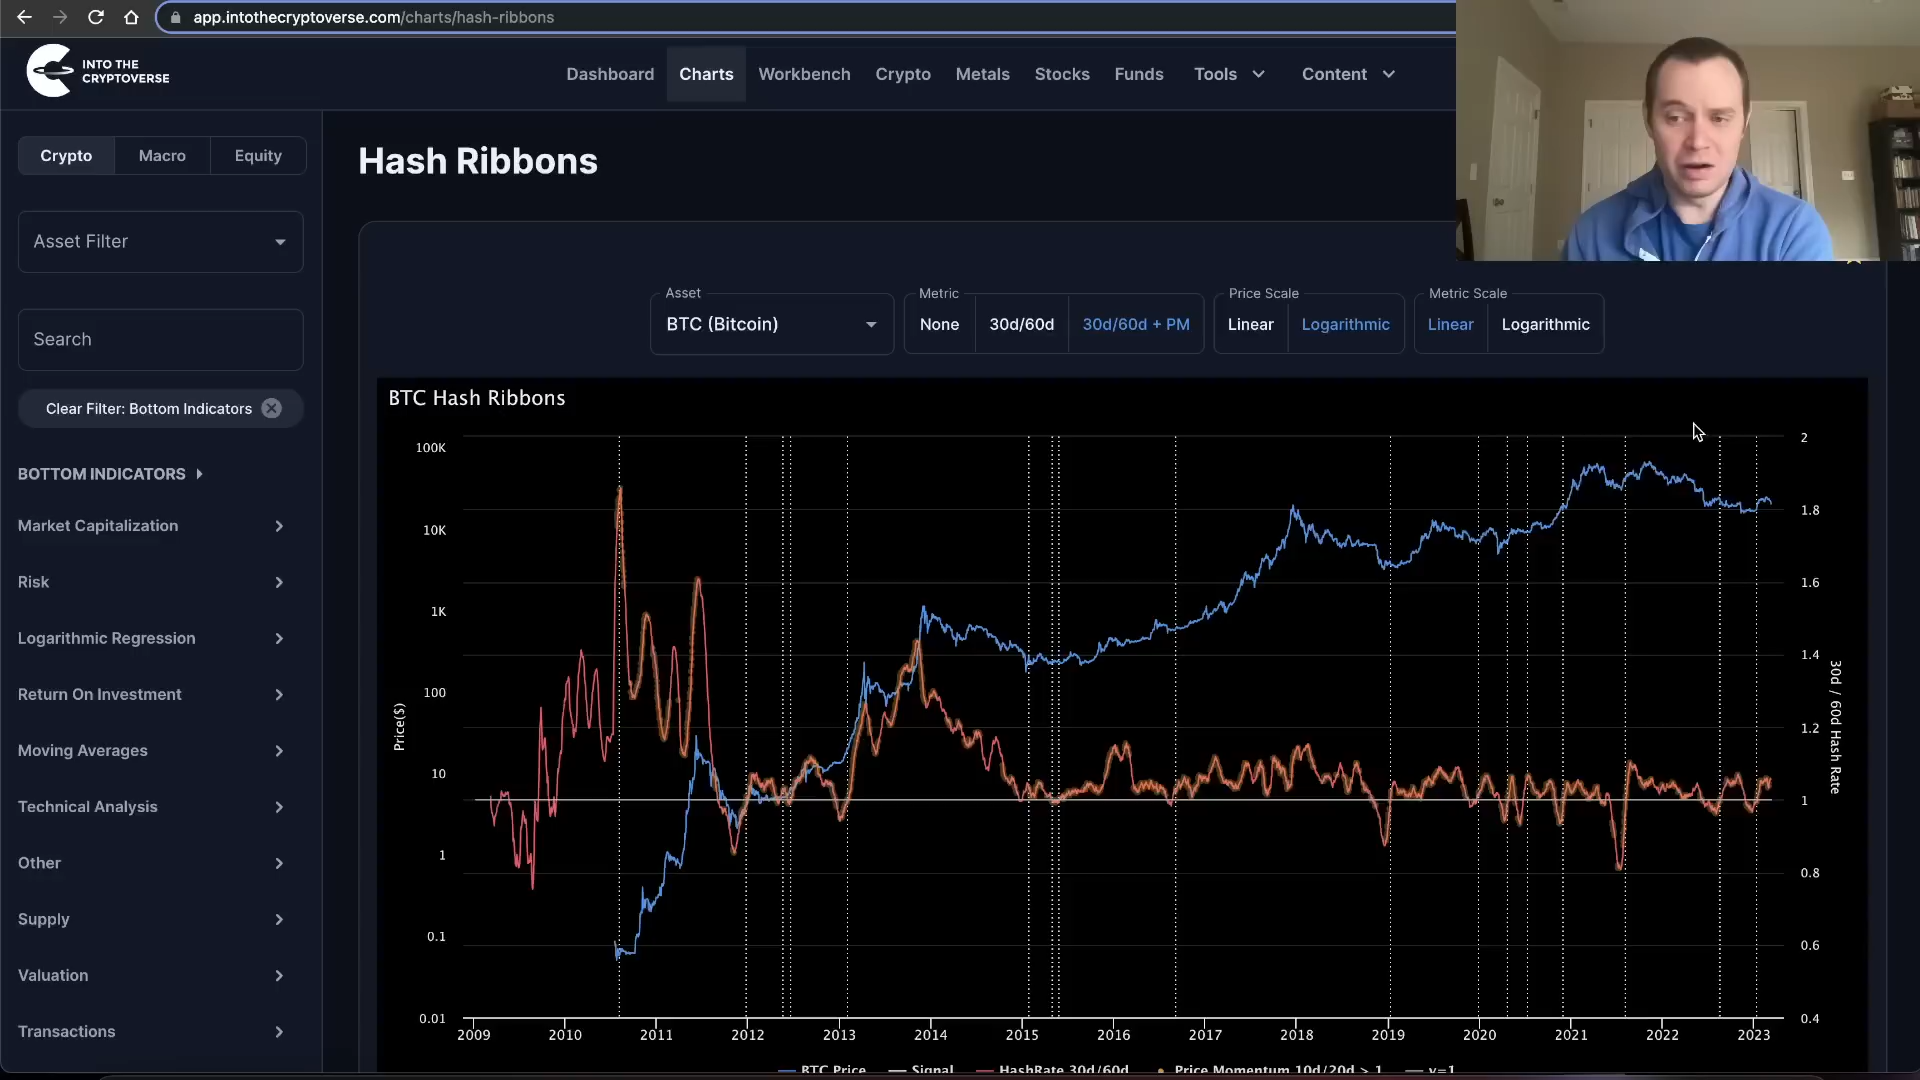 app.intothecryptoverse.com/charts/hash-ribbons
INTO THE
CRYPTOVERSE
Dashboard Charts Workbench Crypto Metals Stocks Funds Tools Content
Crypto Macro Equity
Hash Ribbons
Asset Filter
Search
Clear Filter: Bottom Indicators
BOTTOM INDICATORS
Market Capitalization
Risk
Logarithmic Regression
Return On Investment
Moving Averages
Technical Analysis
Other
Supply
Valuation
Transactions
Asset
BTC (Bitcoin)
Metric
None 30d/60d 30d/60d + PM
Price Scale
Linear Logarithmic
Metric Scale
Linear Logarithmic
BTC Hash Ribbons
100K
10K
1K
100
10
1
0.1
0.01
Price($)
2
1.8
1.6
1.4
1.2
1
0.8
0.6
0.4
30d / 60d Hash Rate
2009 2010 2011 2012 2013 2014 2015 2016 2017 2018 2019 2020 2021 2022 2023
BTC Price Signal HashRate 30d/60d Price Momentum 10d/20d > 1 y=1